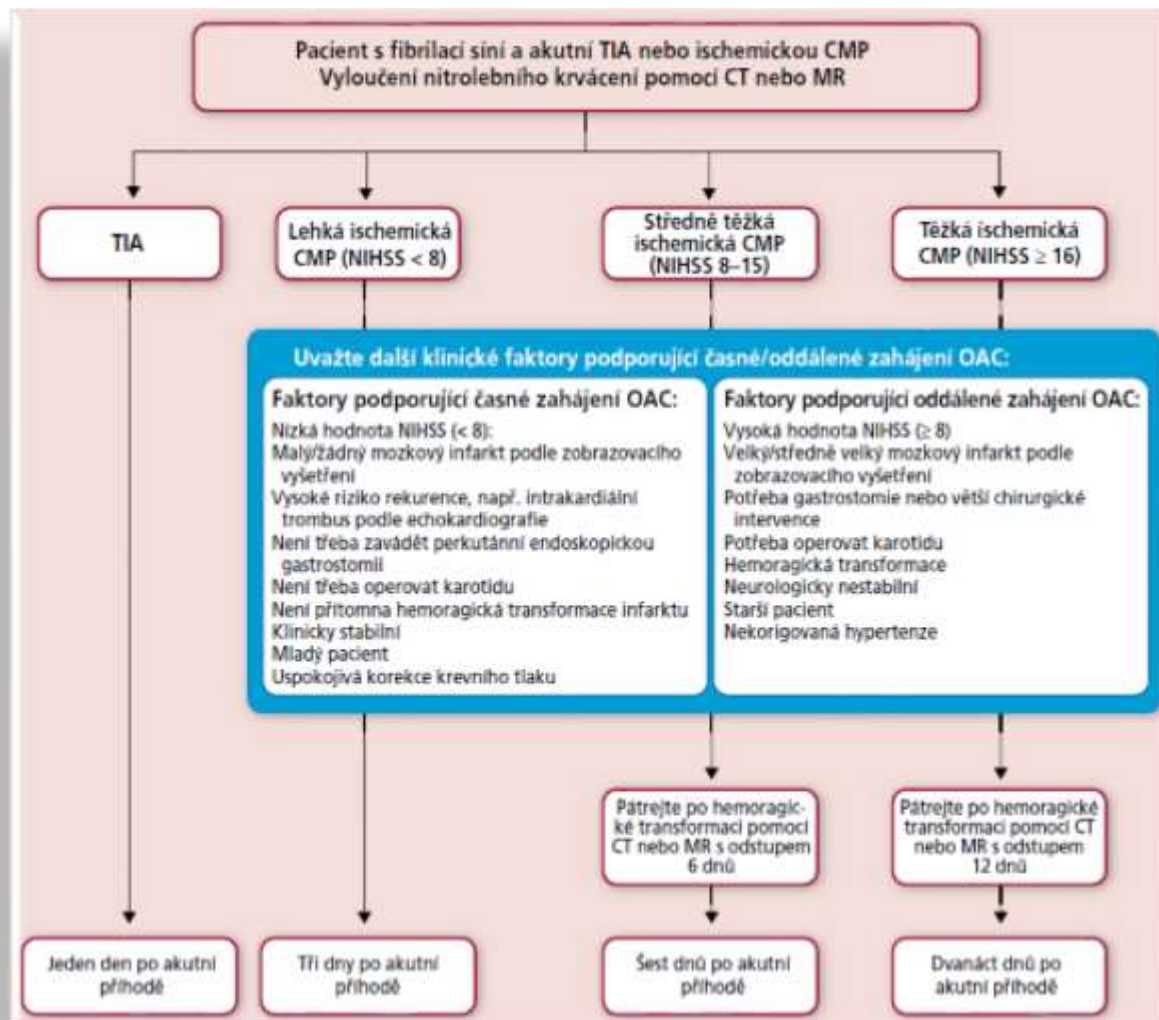 Pacient s fibrilací síní a akutní TIA nebo ischemickou CMP
Vyloučení nitrolebního krvácení pomocí CT nebo MR
TIA
Lehká ischemická
CMP (NIHSS < 8)
Středně těžká
ischemická CMP
(NIHSS 8–15)
Těžká ischemická
CMP (NIHSS ≥ 16)
Uvažte další klinické faktory podporující časné/oddálené zahájení OAC:
Faktory podporující časné zahájení OAC:
Nízká hodnota NIHSS (< 8):
Malý/žádný mozkový infarkt podle zobrazovacího
vyšetření
Vysoké riziko rekurence, např. intrakardiální
trombus podle echokardiografie
Není třeba zavádět perkutánní endoskopickou
gastrostomii
Není třeba operovat karotidu
Není přítomna hemoragická transformace infarktu
Klinicky stabilní
Mladý pacient
Uspokojivá korekce krevního tlaku
Faktory podporující oddálené zahájení OAC:
Vysoká hodnota NIHSS (≥ 8)
Velký/středně velký mozkový infarkt podle
zobrazovacího vyšetření
Potřeba gastrostomie nebo větší chirurgické
intervence
Potřeba operovat karotidu
Hemoragická transformace
Neurologicky nestabilní
Starší pacient
Nekorigovaná hypertenze
Pátrejte po hemoragic-
ké transformaci pomocí
CT nebo MR s odstupem
6 dnů
Pátrejte po hemoragické
transformaci pomocí CT
nebo MR s odstupem
12 dnů
Jeden den po akutní
příhodě
Tři dny po akutní
příhodě
Šest dnů po akutní
příhodě
Dvanáct dnů po
akutní příhodě